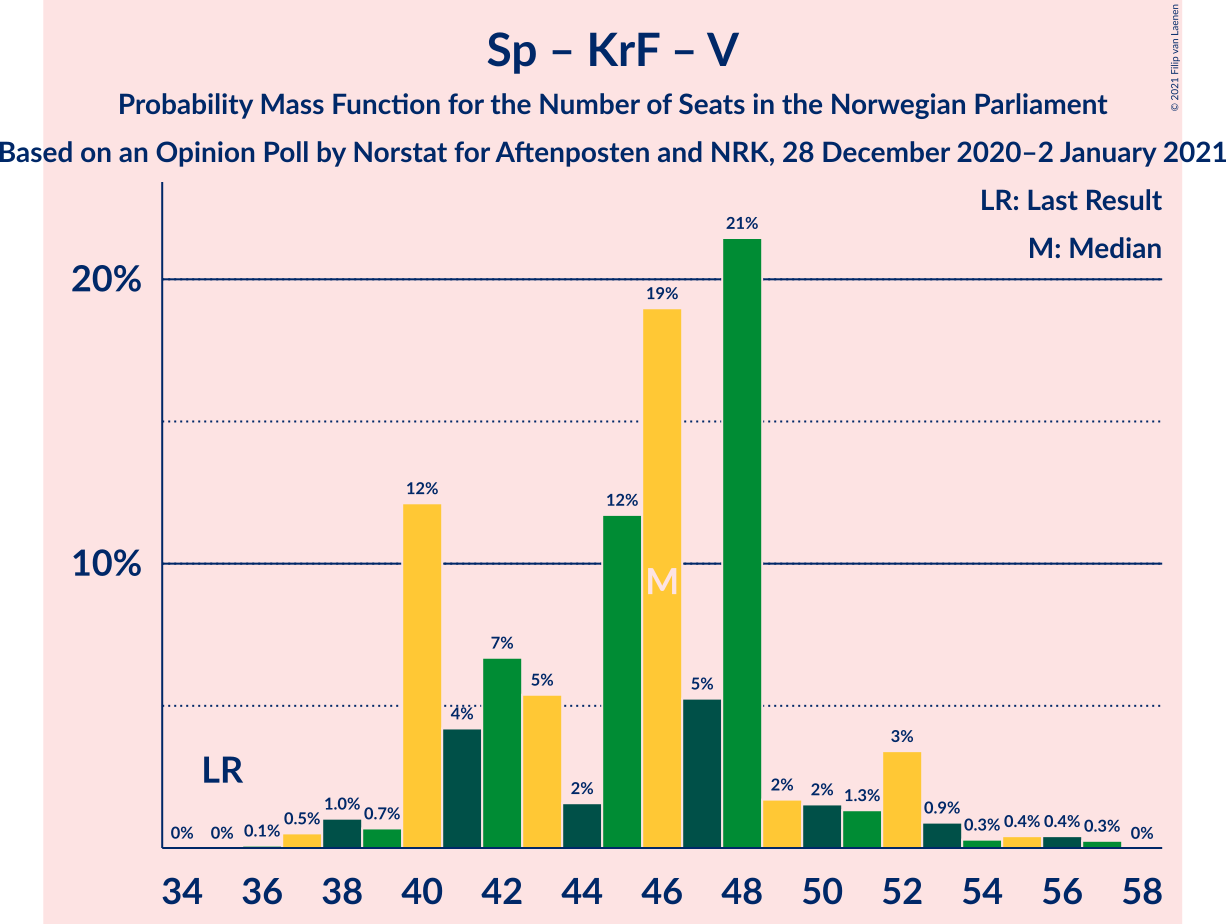 Sp – KrF – V
© 2021 Filip van Laenen
Probability Mass Function for the Number of Seats in the Norwegian Parliament
Based on an Opinion Poll by Norstat for Aftenposten and NRK, 28 December 2020–2 January 2021
LR: Last Result
M: Median
20%
10%
LR
M
0% 0% 0.1% 0.5% 1.0% 0.7% 12% 4% 7% 5% 2% 12% 19% 5% 21% 2% 2% 1.3% 3% 0.9% 0.3% 0.4% 0.4% 0.3% 0%
34 36 38 40 42 44 46 48 50 52 54 56 58